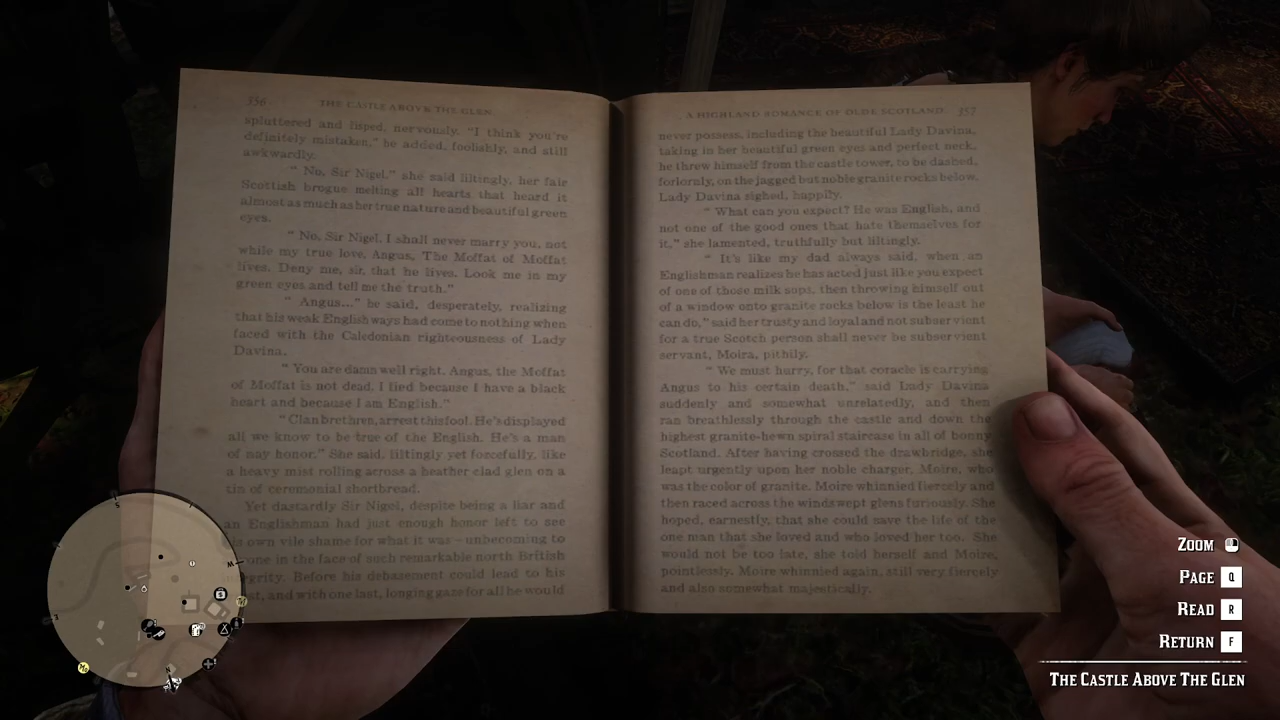 356 THE CASTLE ABOVE THE GLEN.
spluttered and lisped, nervously. "I think you're
definitely mistaken," he added, foolishly, and still
awkwardly.
" No, Sir Nigel," she said liltingly, her fair
Scottish brogue melting all hearts that heard it
almost as much as her true nature and beautiful green
eyes.
" No, Sir Nigel, I shall never marry you, not
while my true love, Angus, The Moffat of Moffat
lives. Deny me, sir, that he lives. Look me in my
green eyes and tell me the truth."
" Angus..." he said, desperately, realizing
that his weak English ways had come to nothing when
faced with the Caledonian righteousness of Lady
Davina.
" You are damn well right. Angus, the Moffat
of Moffat is not dead. I lied because I have a black
heart and because I am English."
" Clan brethren, arrest this fool. He's displayed
all we know to be true of the English. He's a man
of nay honor." She said, liltingly yet forcefully, like
a heavy mist rolling across a heather clad glen on a
tin of ceremonial shortbread.
Yet dastardly Sir Nigel, despite being a liar and
an Englishman had just enough honor left to see
his own vile shame for what it was – unbecoming to
one in the face of such remarkable north British
Before his debasement could lead to his
and with one last, longing gaze for all he would
A HIGHLAND ROMANCE OF OLDE SCOTLAND. 357
never possess, including the beautiful Lady Davina,
taking in her beautiful green eyes and perfect neck,
he threw himself from the castle tower, to be dashed,
forlornly, on the jagged but noble granite rocks below.
Lady Davina sighed, happily.
" What can you expect? He was English, and
not one of the good ones that hate themselves for
it," she lamented, truthfully but liltingly.
" It's like my dad always said, when an
Englishman realizes he has acted just like you expect
of one of those milk sops, then throwing himself out
of a window onto granite rocks below is the least he
can do," said her trusty and loyal and not subservient
for a true Scotch person shall never be subservient
servant, Moira, pithily.
" We must hurry, for that coracle is carrying
Angus to his certain death," said Lady Davina
suddenly and somewhat unrelatedly, and then
ran breathlessly through the castle and down the
highest granite-hewn spiral staircase in all of bonny
Scotland. After having crossed the drawbridge, she
leapt urgently upon her noble charger, Moire, who
was the color of granite. Moire whinnied fiercely and
then raced across the windswept glens furiously. She
hoped, earnestly, that she could save the life of the
one man that she loved and who loved her too. She
would not be too late, she told herself and Moire,
pointlessly. Moire whinnied again, still very fiercely
and also somewhat majestically.
ZOOM
PAGE Q
READ R
RETURN F
THE CASTLE ABOVE THE GLEN